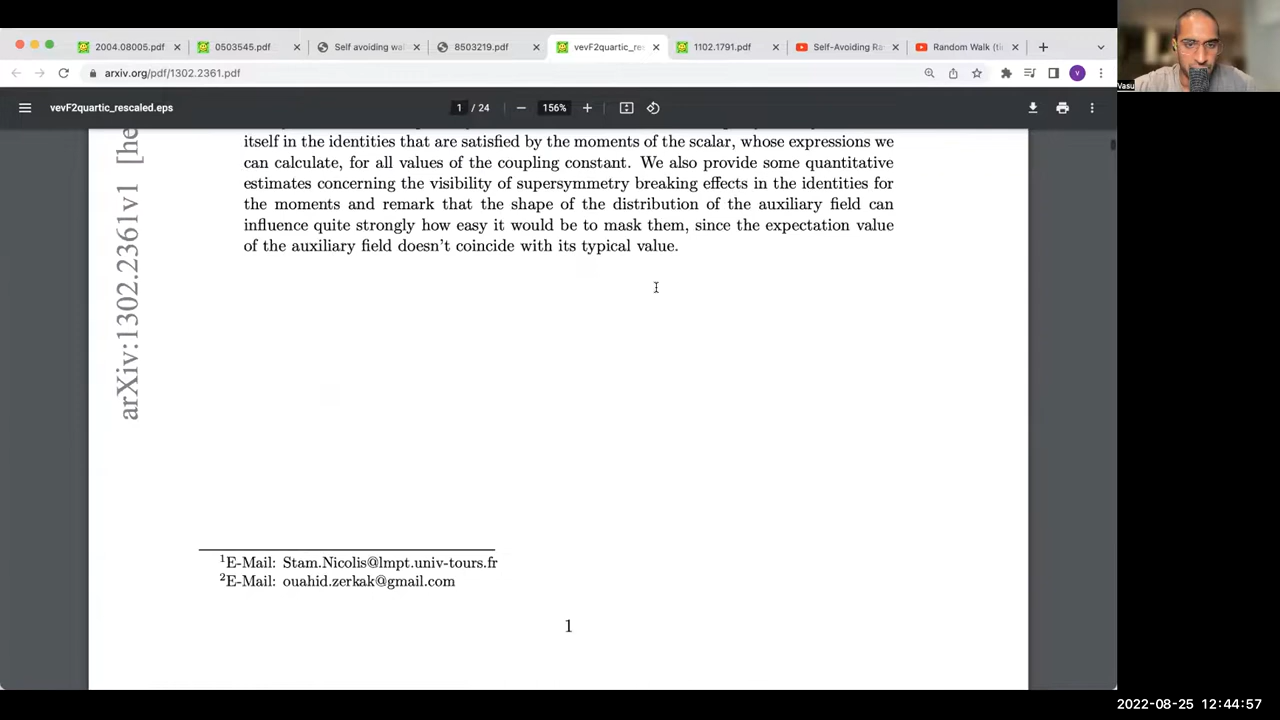 2004.08005.pdf
0503545.pdf
Self avoiding wa
8503219.pdf
vevF2quartic_res
1102.1791.pdf
Self-Avoiding Ra
Random Walk (ti
arxiv.org/pdf/1302.2361.pdf
V
Vasu
vevF2quartic_rescaled.eps
1 / 24
156%
itself in the identities that are satisfied by the moments of the scalar, whose expressions we
can calculate, for all values of the coupling constant. We also provide some quantitative
estimates concerning the visibility of supersymmetry breaking effects in the identities for
the moments and remark that the shape of the distribution of the auxiliary field can
influence quite strongly how easy it would be to mask them, since the expectation value
of the auxiliary field doesn't coincide with its typical value.
arXiv:1302.2361v1 [he
1E-Mail: Stam.Nicolis@lmpt.univ-tours.fr
2E-Mail: ouahid.zerkak@gmail.com
1
2022-08-25 12:44:57